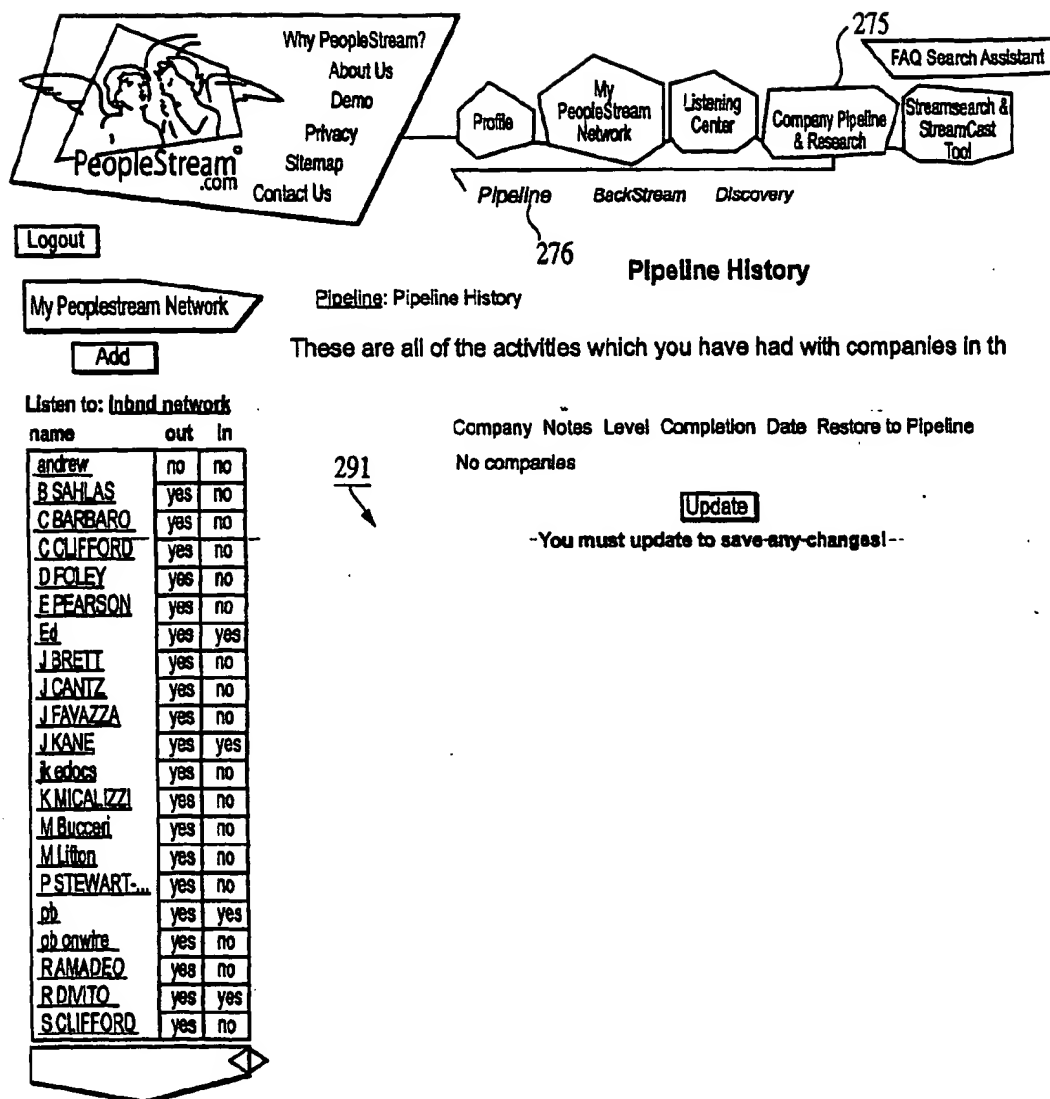 Why PeopleStream?
About Us
Demo
Privacy
Sitemap
Contact Us
PeopleStream
.com
275
FAQ Search Assistant
Profile
My PeopleStream Network
Listening Center
Company Pipeline & Research
Streamsearch & StreamCast Tool
Pipeline BackStream Discovery
276
Logout
Pipeline History
My Peoplestream Network
Pipeline: Pipeline History
Add
These are all of the activities which you have had with companies in th
Listen to: Inbnd network
name out in
Company Notes Level Completion Date Restore to Pipeline
No companies
291
Update
-You must update to save any changes!--
andrew no no
B SAHLAS yes no
C BARBARO yes no
C CLIFFORD yes no
D FOLEY yes no
E PEARSON yes no
Ed yes yes
J BRETT yes no
J CANTZ yes no
J FAVAZZA yes no
J KANE yes yes
jk edocs yes no
K MICALIZZI yes no
M Bucceri yes no
M Lifton yes no
P STEWART-... yes no
pb yes yes
pb onwire yes no
R AMADEO yes no
R DIVITO yes yes
S CLIFFORD yes no